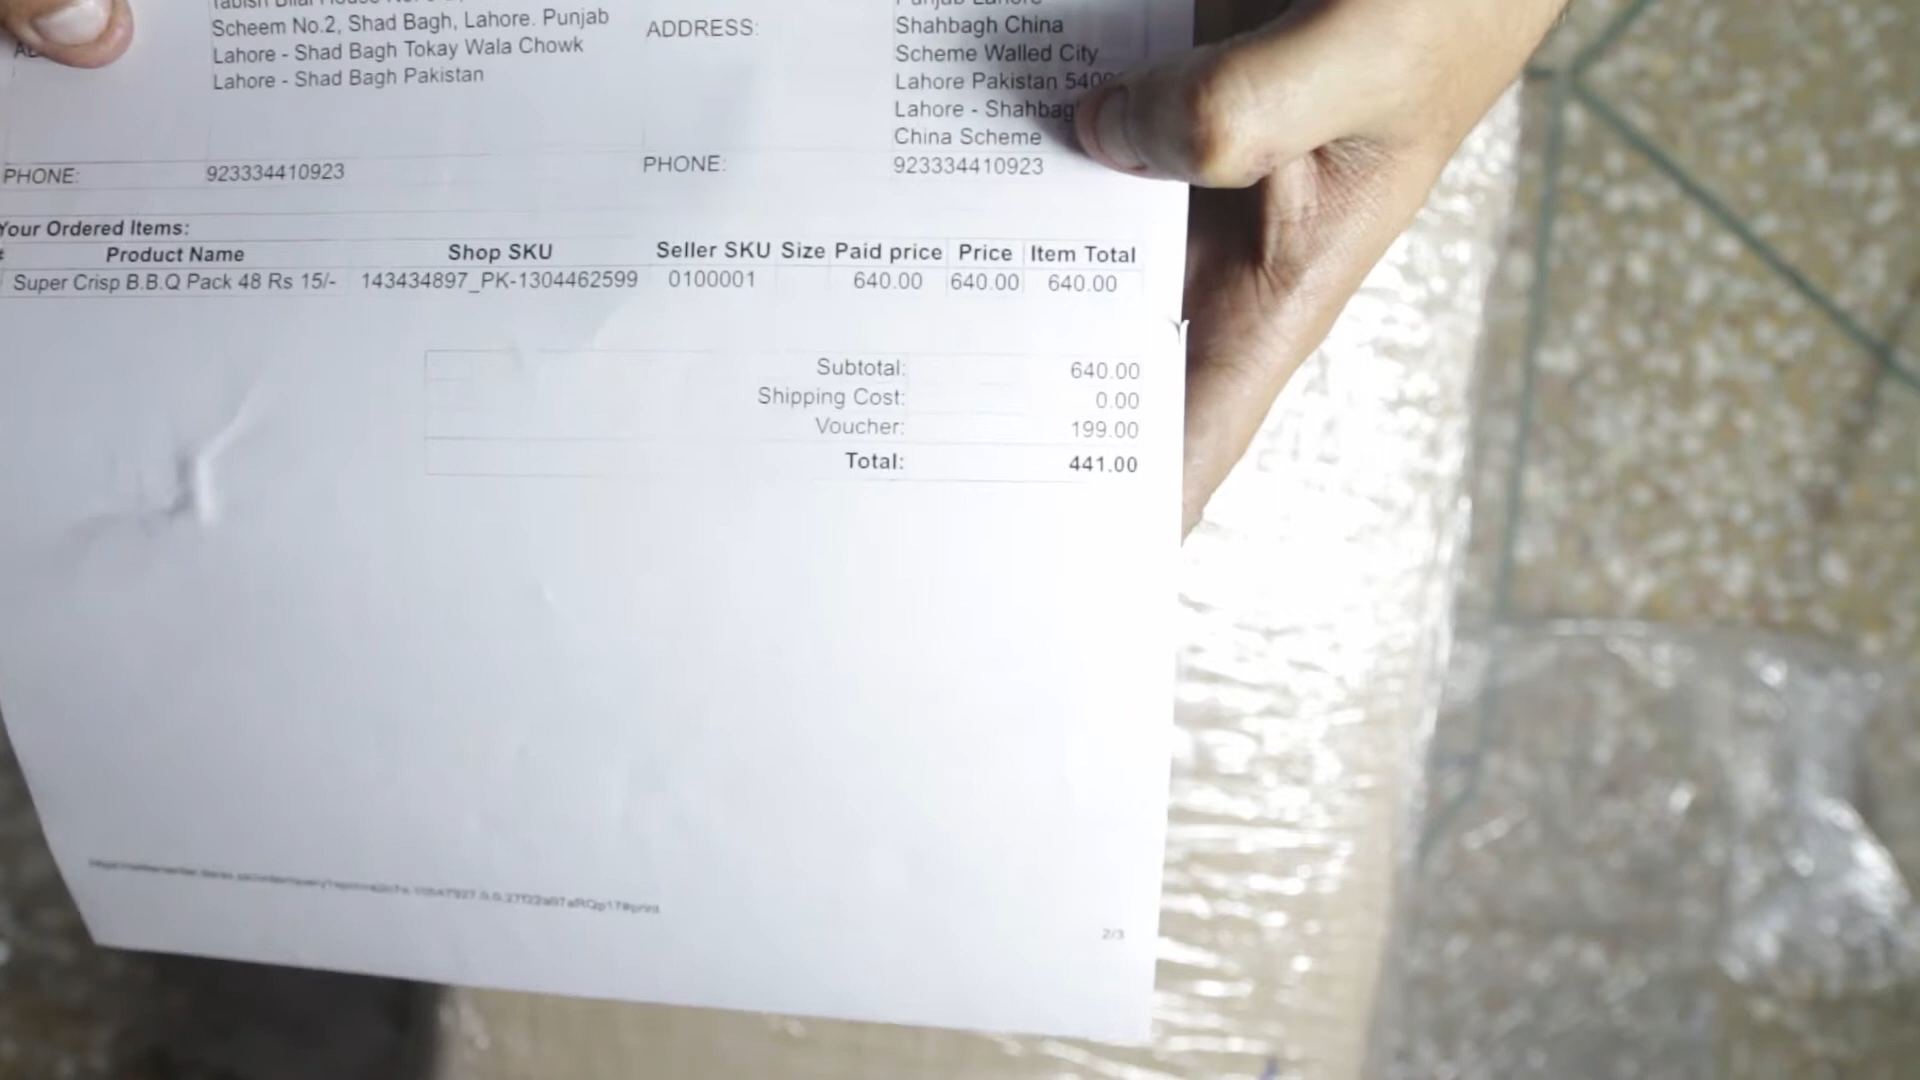 Scheem No.2, Shad Bagh, Lahore. Punjab
Lahore - Shad Bagh Tokay Wala Chowk
Lahore - Shad Bagh Pakistan
ADDRESS:
Shahbagh China
Scheme Walled City
Lahore Pakistan
Lahore -
China Scheme
PHONE: 923334410923
PHONE: 923334410923
Your Ordered Items:
Product Name Shop SKU Seller SKU Size Paid price Price Item Total
Super Crisp B.B.Q Pack 48 Rs 15/- 143434897_PK-1304462599 0100001 640.00 640.00 640.00
Subtotal: 640.00
Shipping Cost: 0.00
Voucher: 199.00
Total: 441.00
2/3